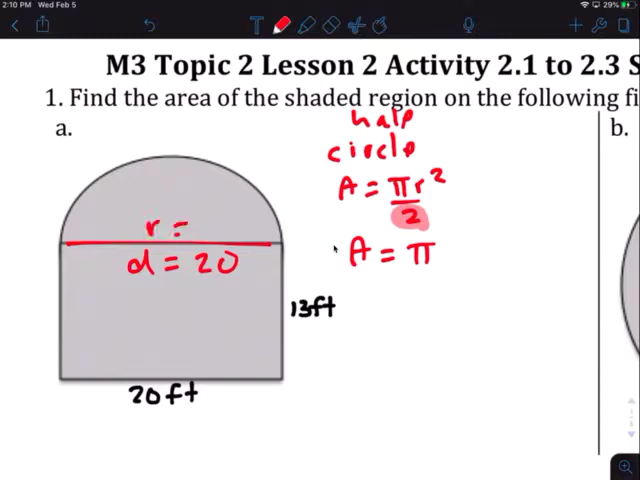 2:10 PM Wed Feb 5
29%
M3 Topic 2 Lesson 2 Activity 2.1 to 2.3 S
1. Find the area of the shaded region on the following fi
a.
b.
half
circle
A = πr²/2
A = π
r =
d = 20
13ft
20ft